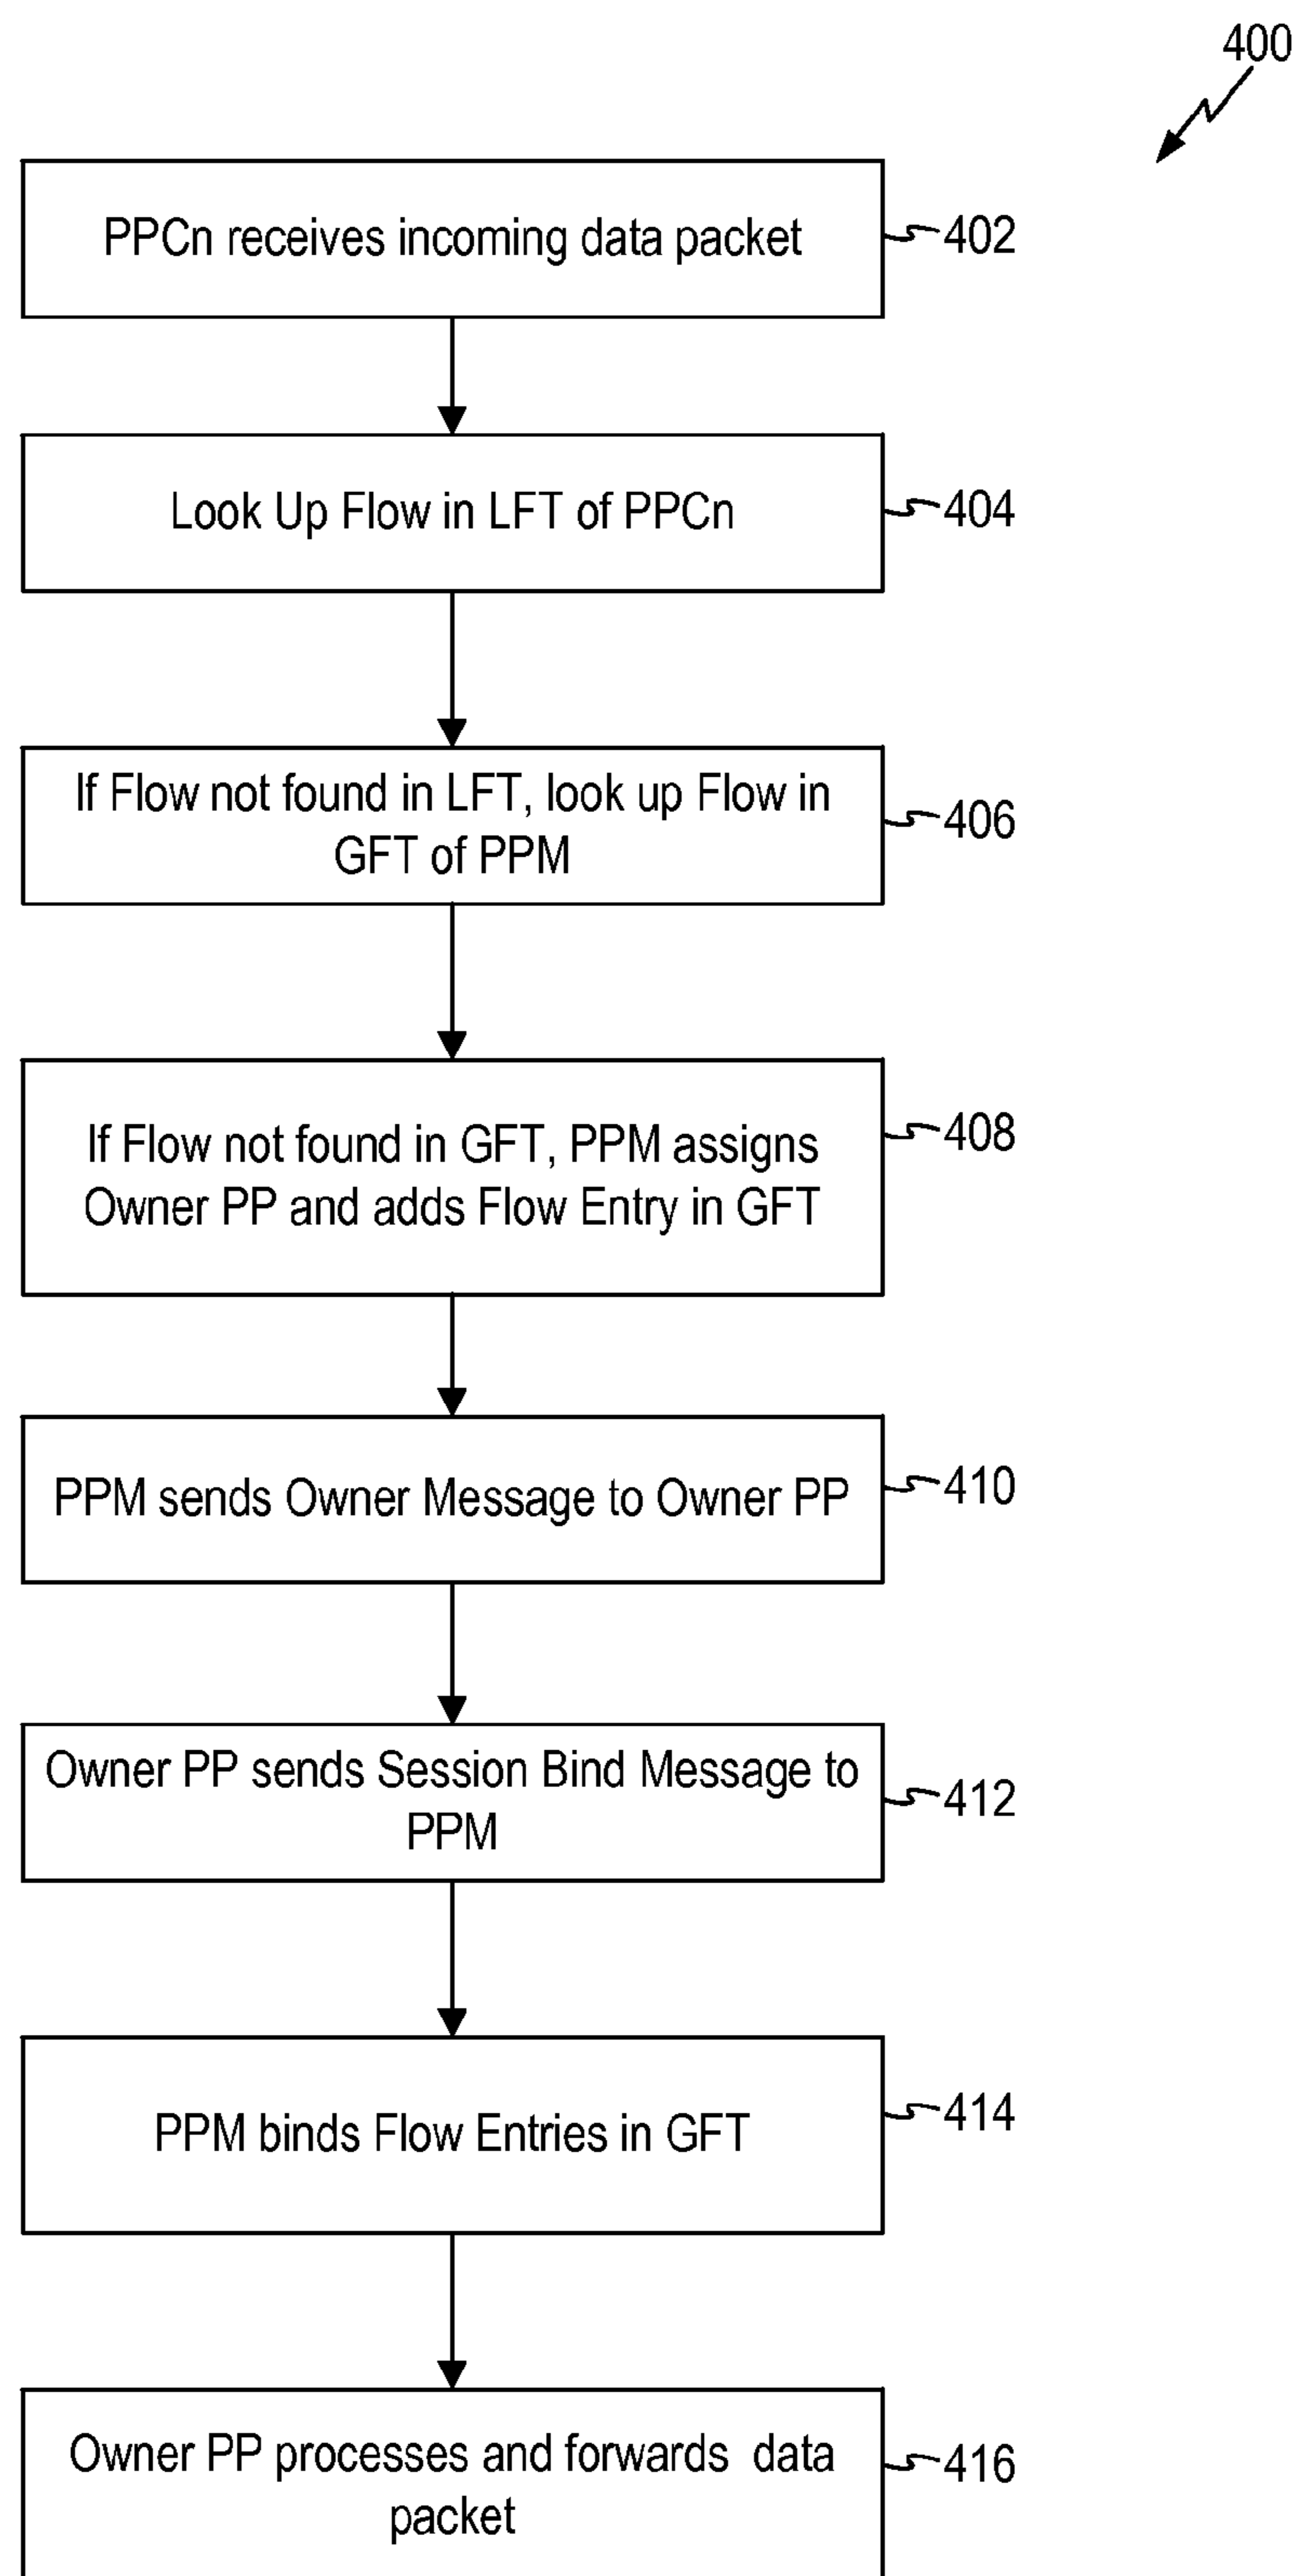 400
PPCn receives incoming data packet
402
Look Up Flow in LFT of PPCn
404
If Flow not found in LFT, look up Flow in
GFT of PPM
406
If Flow not found in GFT, PPM assigns
Owner PP and adds Flow Entry in GFT
408
PPM sends Owner Message to Owner PP
410
Owner PP sends Session Bind Message to
PPM
412
PPM binds Flow Entries in GFT
414
Owner PP processes and forwards data
packet
416